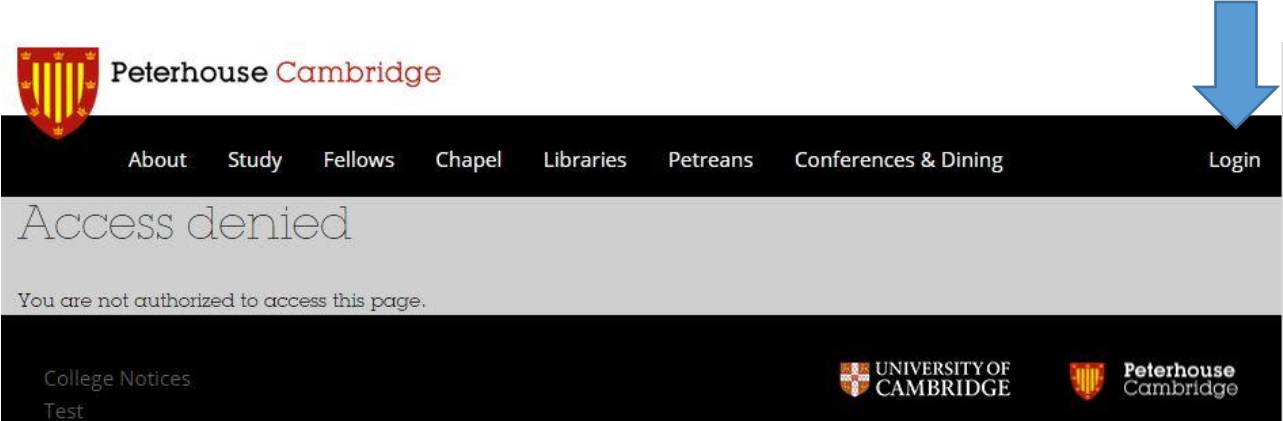 Peterhouse Cambridge
About Study Fellows Chapel Libraries Petreans Conferences & Dining Login
Access denied
You are not authorized to access this page.
College Notices
Test
UNIVERSITY OF
CAMBRIDGE
Peterhouse
Cambridge